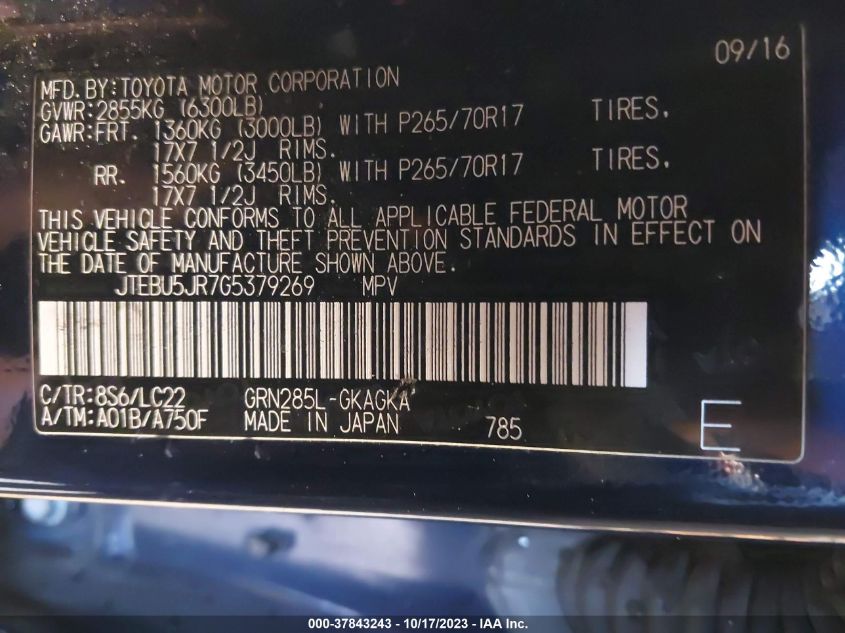 09/16
MFD.BY:TOYOTA MOTOR CORPORATION
GVWR:2855KG (6300LB)
GAWR:FRT. 1360KG (3000LB) WITH P265/70R17 TIRES.
17X7 1/2J RIMS.
RR. 1560KG (3450LB) WITH P265/70R17 TIRES.
17X7 1/2J RIMS.
THIS VEHICLE CONFORMS TO ALL APPLICABLE FEDERAL MOTOR
VEHICLE SAFETY AND THEFT PREVENTION STANDARDS IN EFFECT ON
THE DATE OF MANUFACTURE SHOWN ABOVE.
JTEBU5JR7G5379269 MPV
C/TR:8S6/LC22 GRN285L-GKAGKA
A/TM:A01B/A750F MADE IN JAPAN 785 E
000-37843243 - 10/17/2023 - IAA Inc.